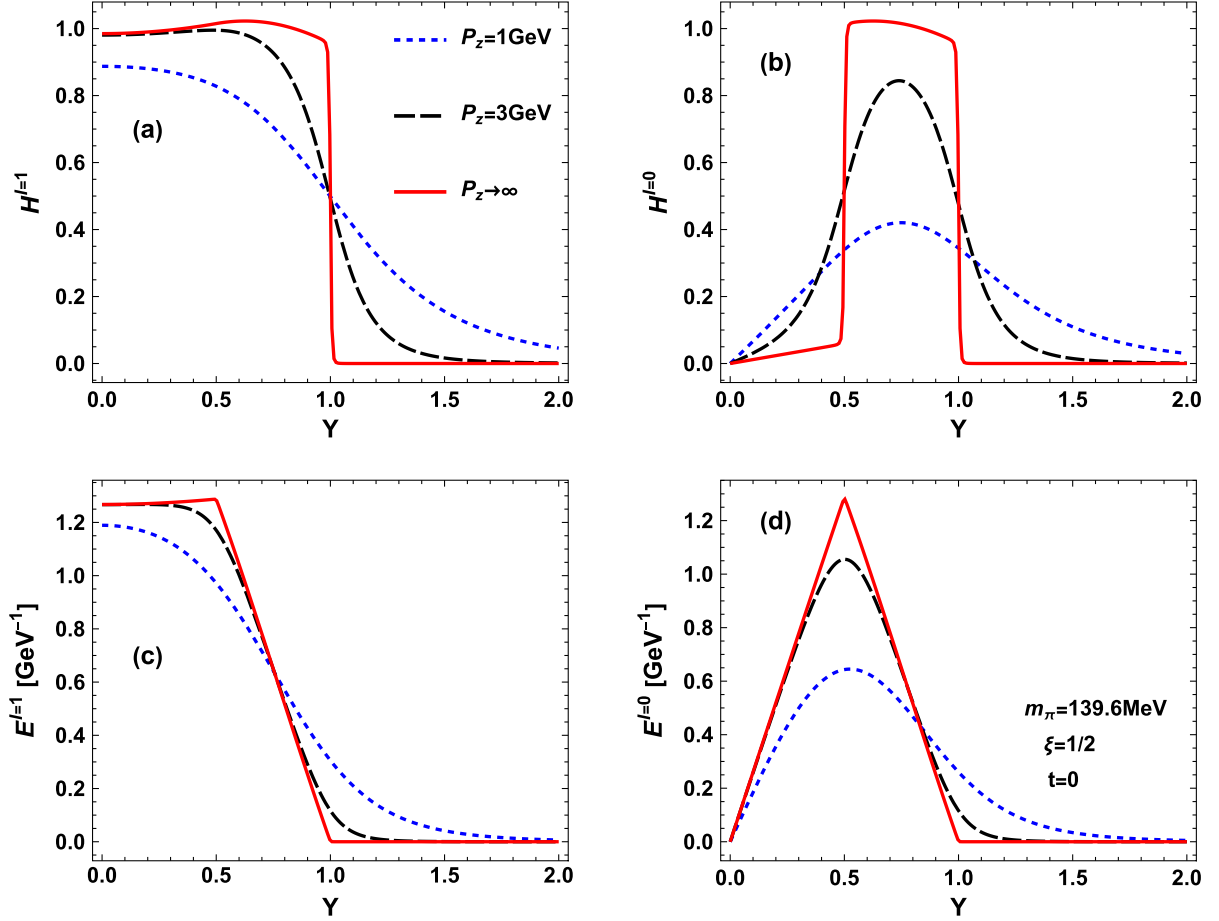 (a)
P_z=1GeV
P_z=3GeV
P_z→∞
H^{I=1}
1.0
0.8
0.6
0.4
0.2
0.0
0.0 0.5 1.0 1.5 2.0
Y
(b)
H^{I=0}
1.0
0.8
0.6
0.4
0.2
0.0
0.0 0.5 1.0 1.5 2.0
Y
(c)
E^{I=1} [GeV⁻¹]
1.2
1.0
0.8
0.6
0.4
0.2
0.0
0.0 0.5 1.0 1.5 2.0
Y
(d)
E^{I=0} [GeV⁻¹]
1.2
1.0
0.8
0.6
0.4
0.2
0.0
m_π=139.6MeV
ξ=1/2
t=0
0.0 0.5 1.0 1.5 2.0
Y